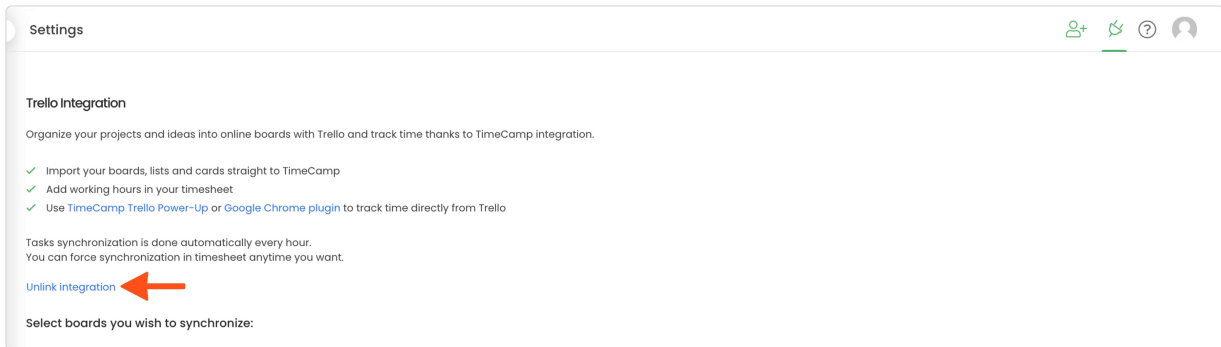 Settings
?
Trello Integration
Organize your projects and ideas into online boards with Trello and track time thanks to TimeCamp integration.
Import your boards, lists and cards straight to TimeCamp
Add working hours in your timesheet
Use TimeCamp Trello Power-Up or Google Chrome plugin to track time directly from Trello
Tasks synchronization is done automatically every hour.
You can force synchronization in timesheet anytime you want.
Unlink integration
Select boards you wish to synchronize: